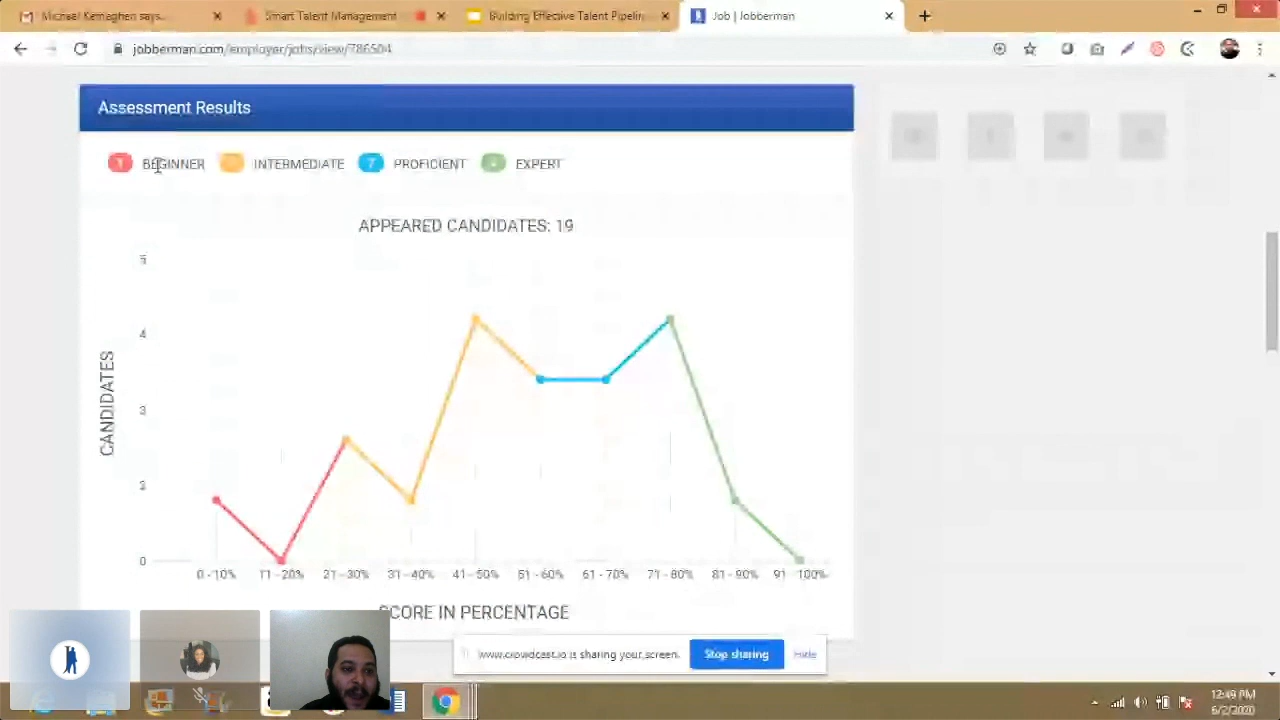 Michael Kemaghen says...
Smart Talent Management
Building Effective Talent Pipelin
Job | Jobberman
jobberman.com/employer/jobs/view/786504
Assessment Results
BEGINNER
INTERMEDIATE
7 PROFICIENT
EXPERT
APPEARED CANDIDATES: 19
5
4
3
2
0
CANDIDATES
0 - 10% 11 - 20% 21 - 30% 31 - 40% 41 - 50% 51 - 60% 61 - 70% 71 - 80% 81 - 90% 91 - 100%
SCORE IN PERCENTAGE
www.crowdcast.io is sharing your screen.
Stop sharing
Hide
12:49 PM
6/2/2020